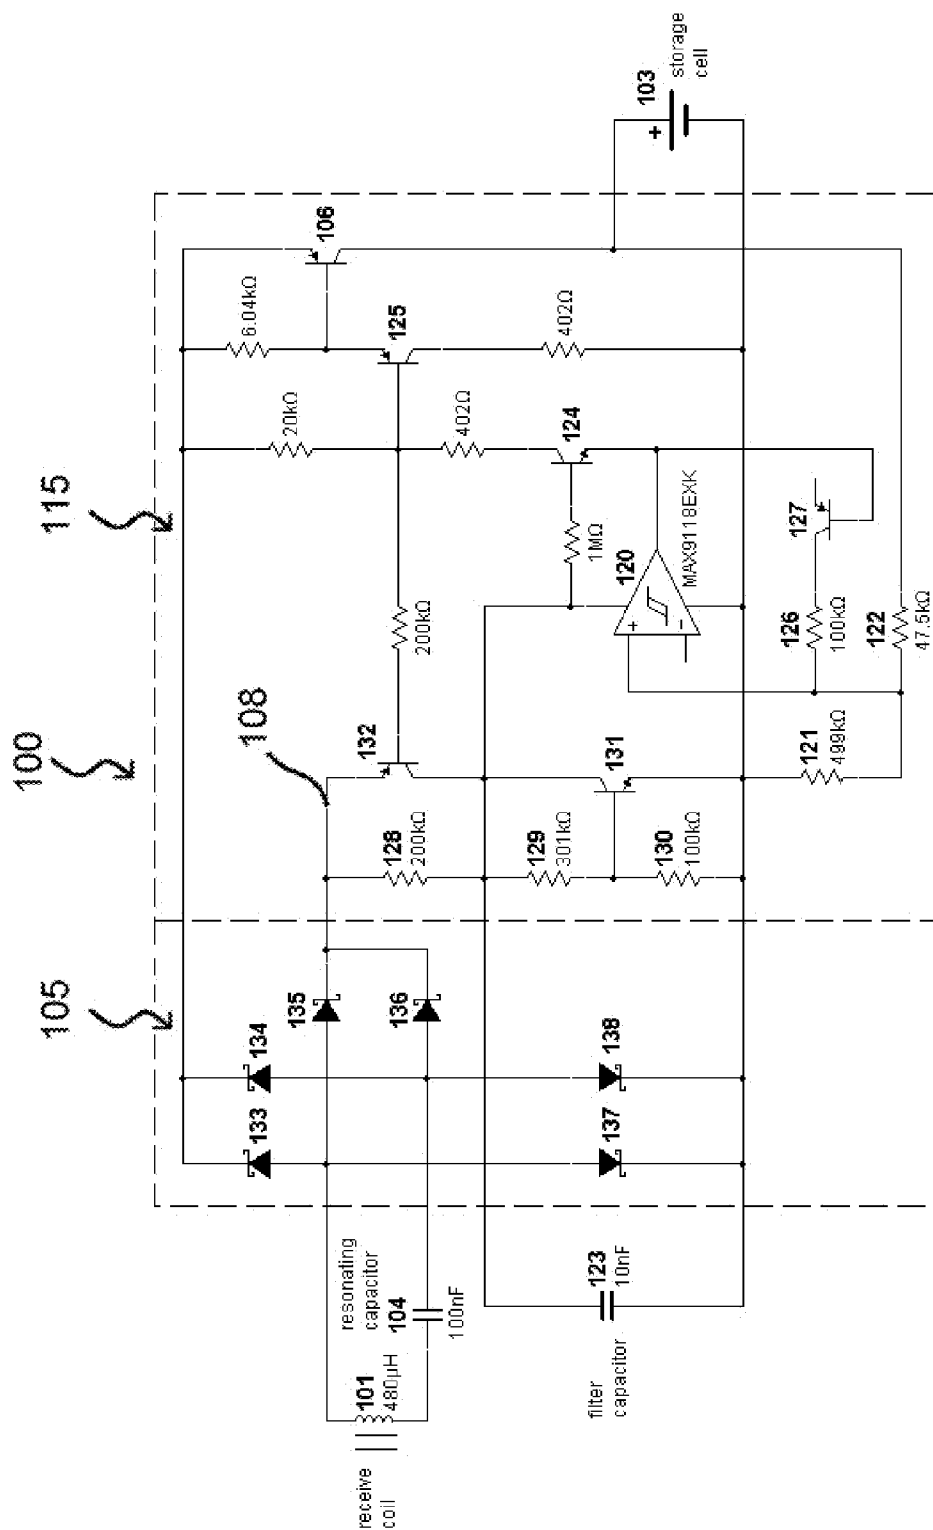 100
105
115
108
receive
coil
101
480µH
resonating
capacitor
104
100nF
filter
capacitor
123
10nF
133
134
135
136
137
138
128
200kΩ
129
301kΩ
130
100kΩ
132
131
121
499kΩ
200kΩ
20kΩ
6.04kΩ
402Ω
1MΩ
124
125
402Ω
106
+
−
120
MAX9118EXK
126
100kΩ
127
122
47.5kΩ
+
103
storage
cell